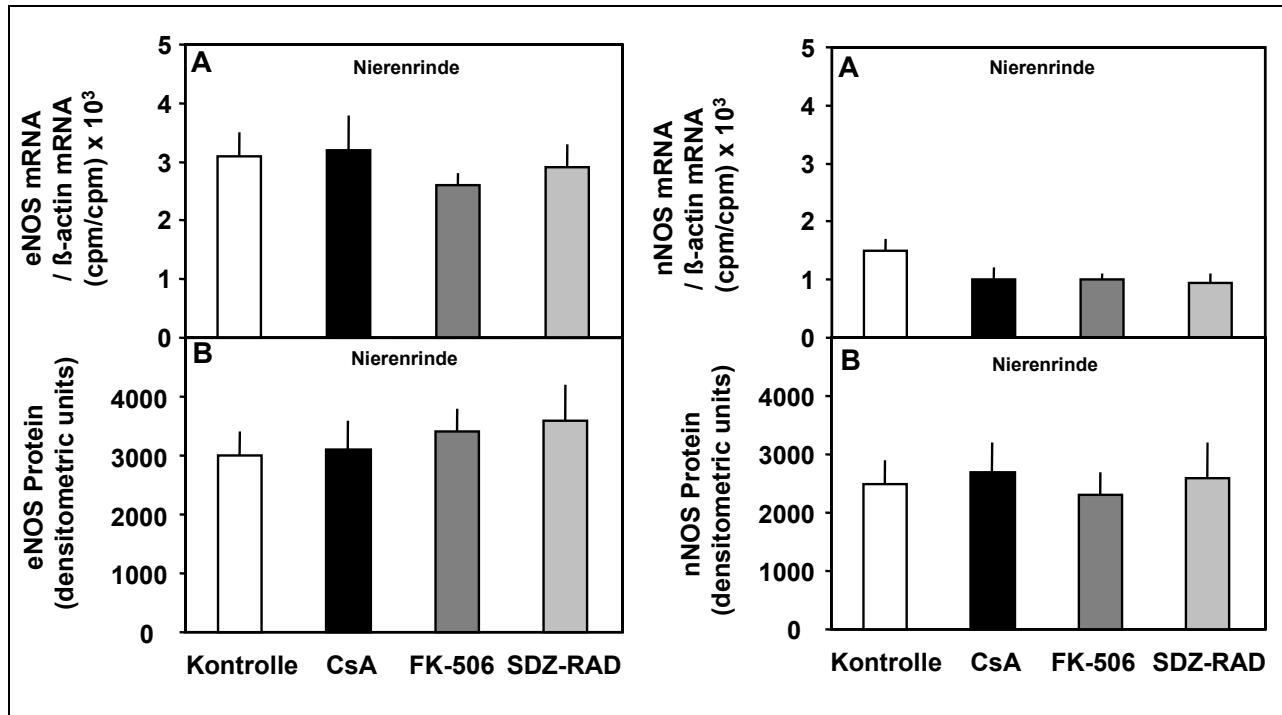 eNOS mRNA
/ ß-actin mRNA
(cpm/cpm) x 10³
5
4
3
2
1
0
A
Nierenrinde
eNOS Protein
(densitometric units)
4000
3000
2000
1000
0
B
Nierenrinde
Kontrolle CsA FK-506 SDZ-RAD
nNOS mRNA
/ ß-actin mRNA
(cpm/cpm) x 10³
5
4
3
2
1
0
A
Nierenrinde
nNOS Protein
(densitometric units)
4000
3000
2000
1000
0
B
Nierenrinde
Kontrolle CsA FK-506 SDZ-RAD